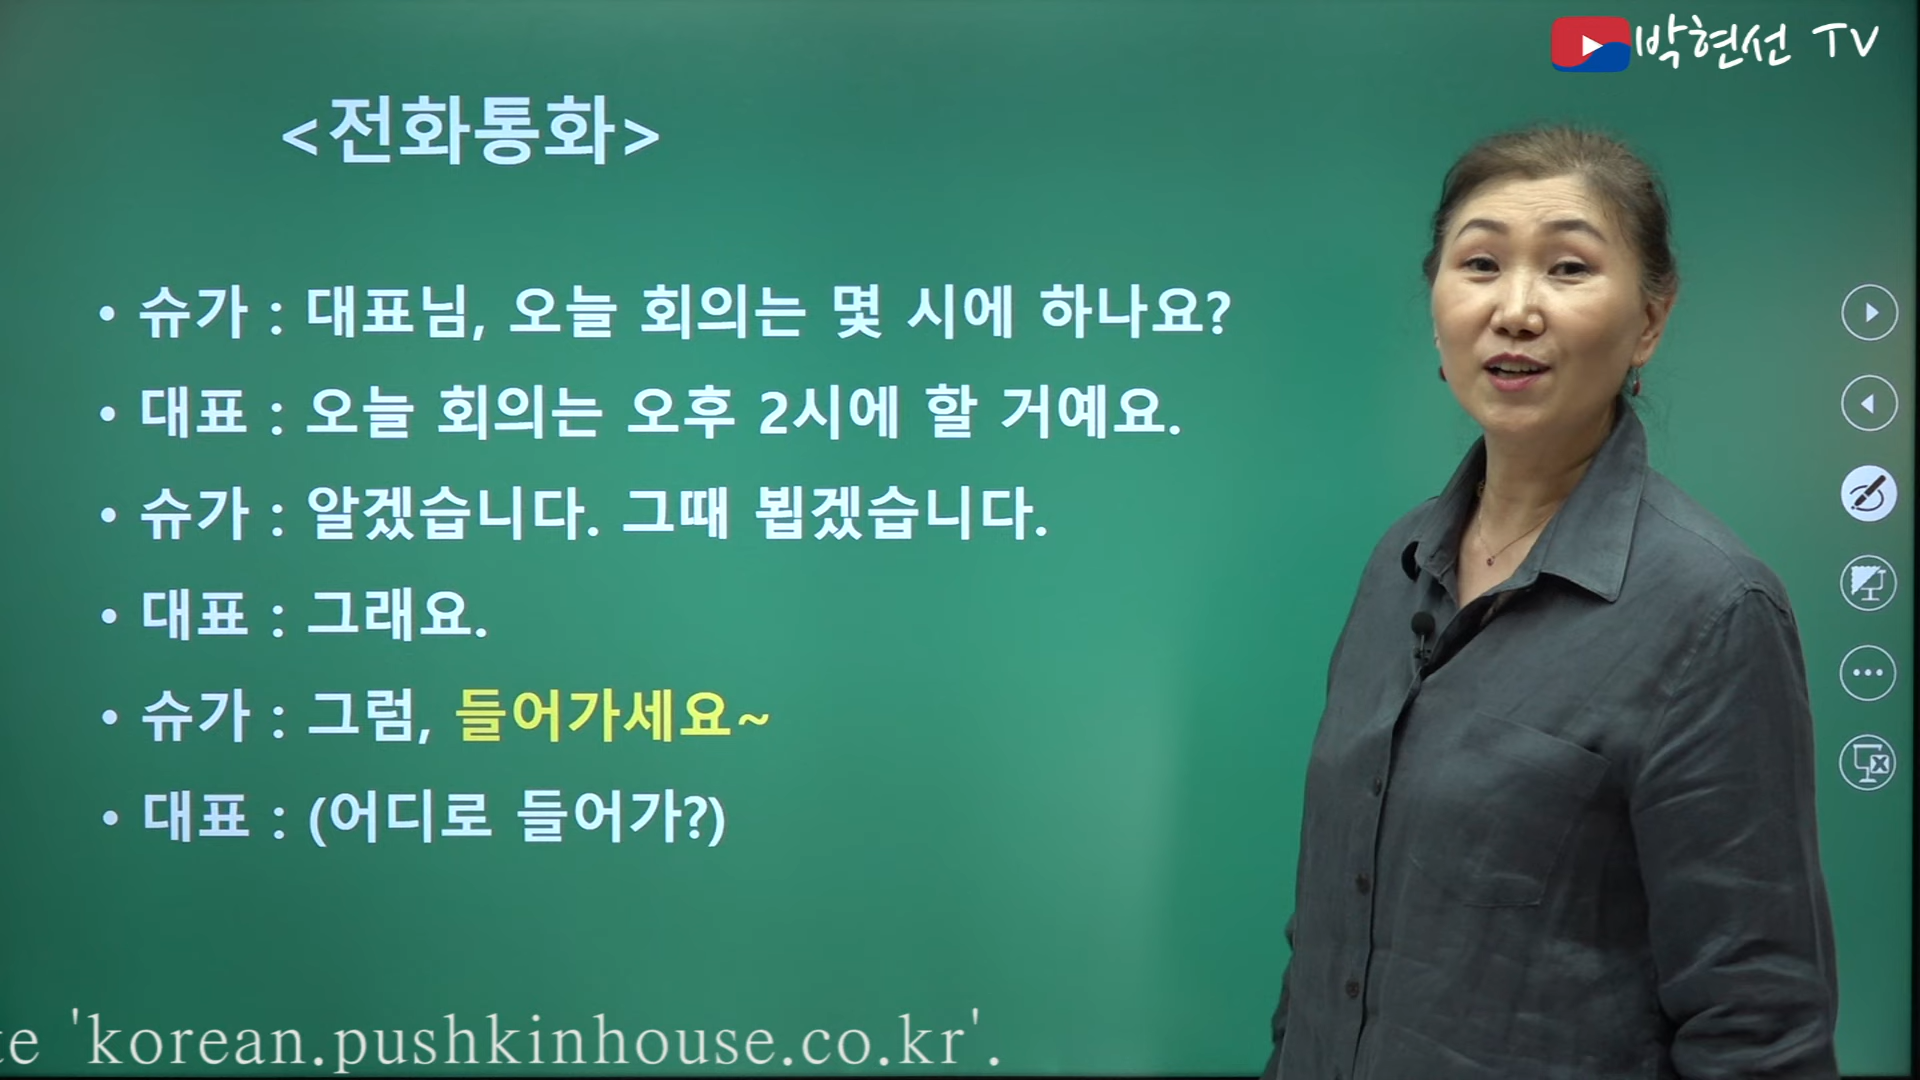 박현선 TV
<전화통화>
• 슈가 : 대표님, 오늘 회의는 몇 시에 하나요?
• 대표 : 오늘 회의는 오후 2시에 할 거예요.
• 슈가 : 알겠습니다. 그때 뵙겠습니다.
• 대표 : 그래요.
• 슈가 : 그럼, 들어가세요~
• 대표 : (어디로 들어가?)
'korean.pushkinhouse.co.kr'.